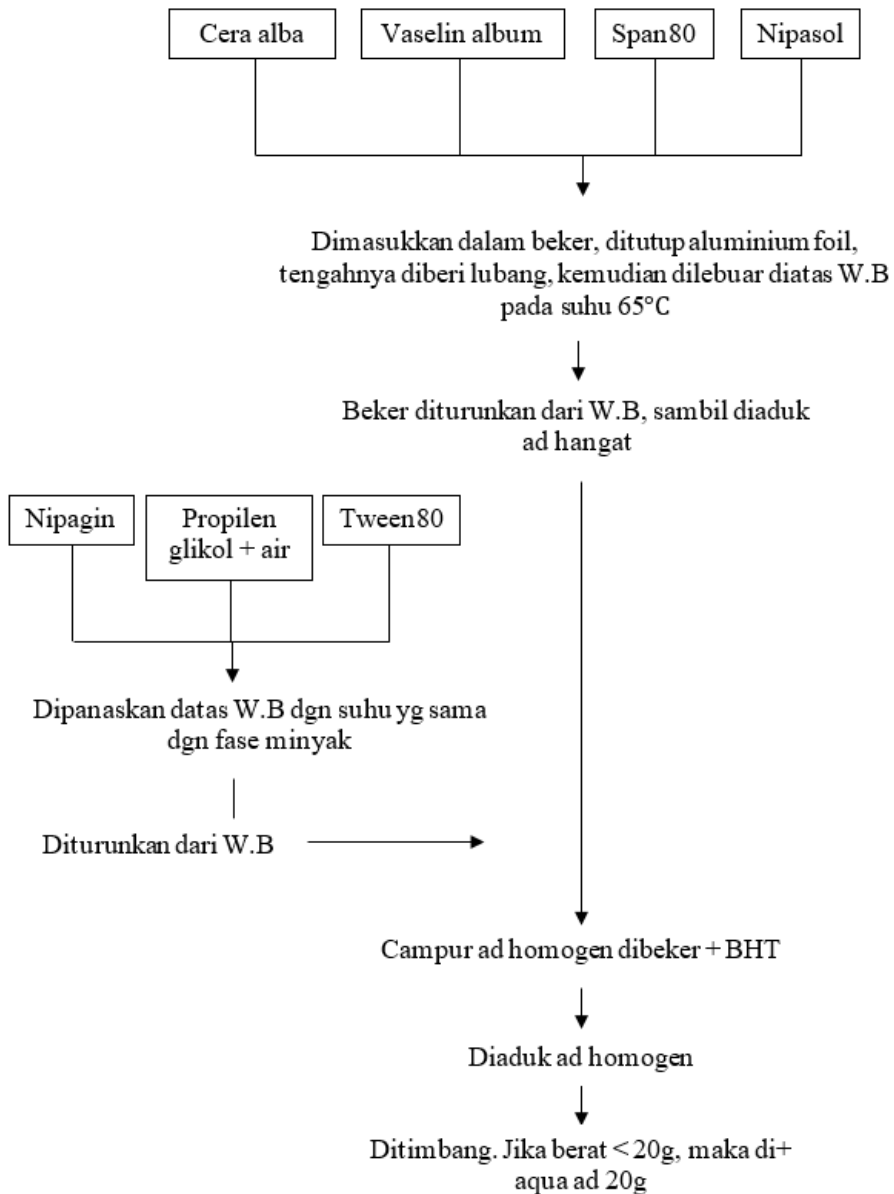 Cera alba
Vaselin album
Span80
Nipasol
Dimasukkan dalam beker, ditutup aluminium foil,
tengahnya diberi lubang, kemudian dilebuar diatas W.B
pada suhu 65°C
Beker diturunkan dari W.B, sambil diaduk
ad hangat
Nipagin
Propilen
glikol + air
Tween80
Dipanaskan datas W.B dgn suhu yg sama
dgn fase minyak
Diturunkan dari W.B
Campur ad homogen dibeker + BHT
Diaduk ad homogen
Ditimbang. Jika berat < 20g, maka di+
aqua ad 20g